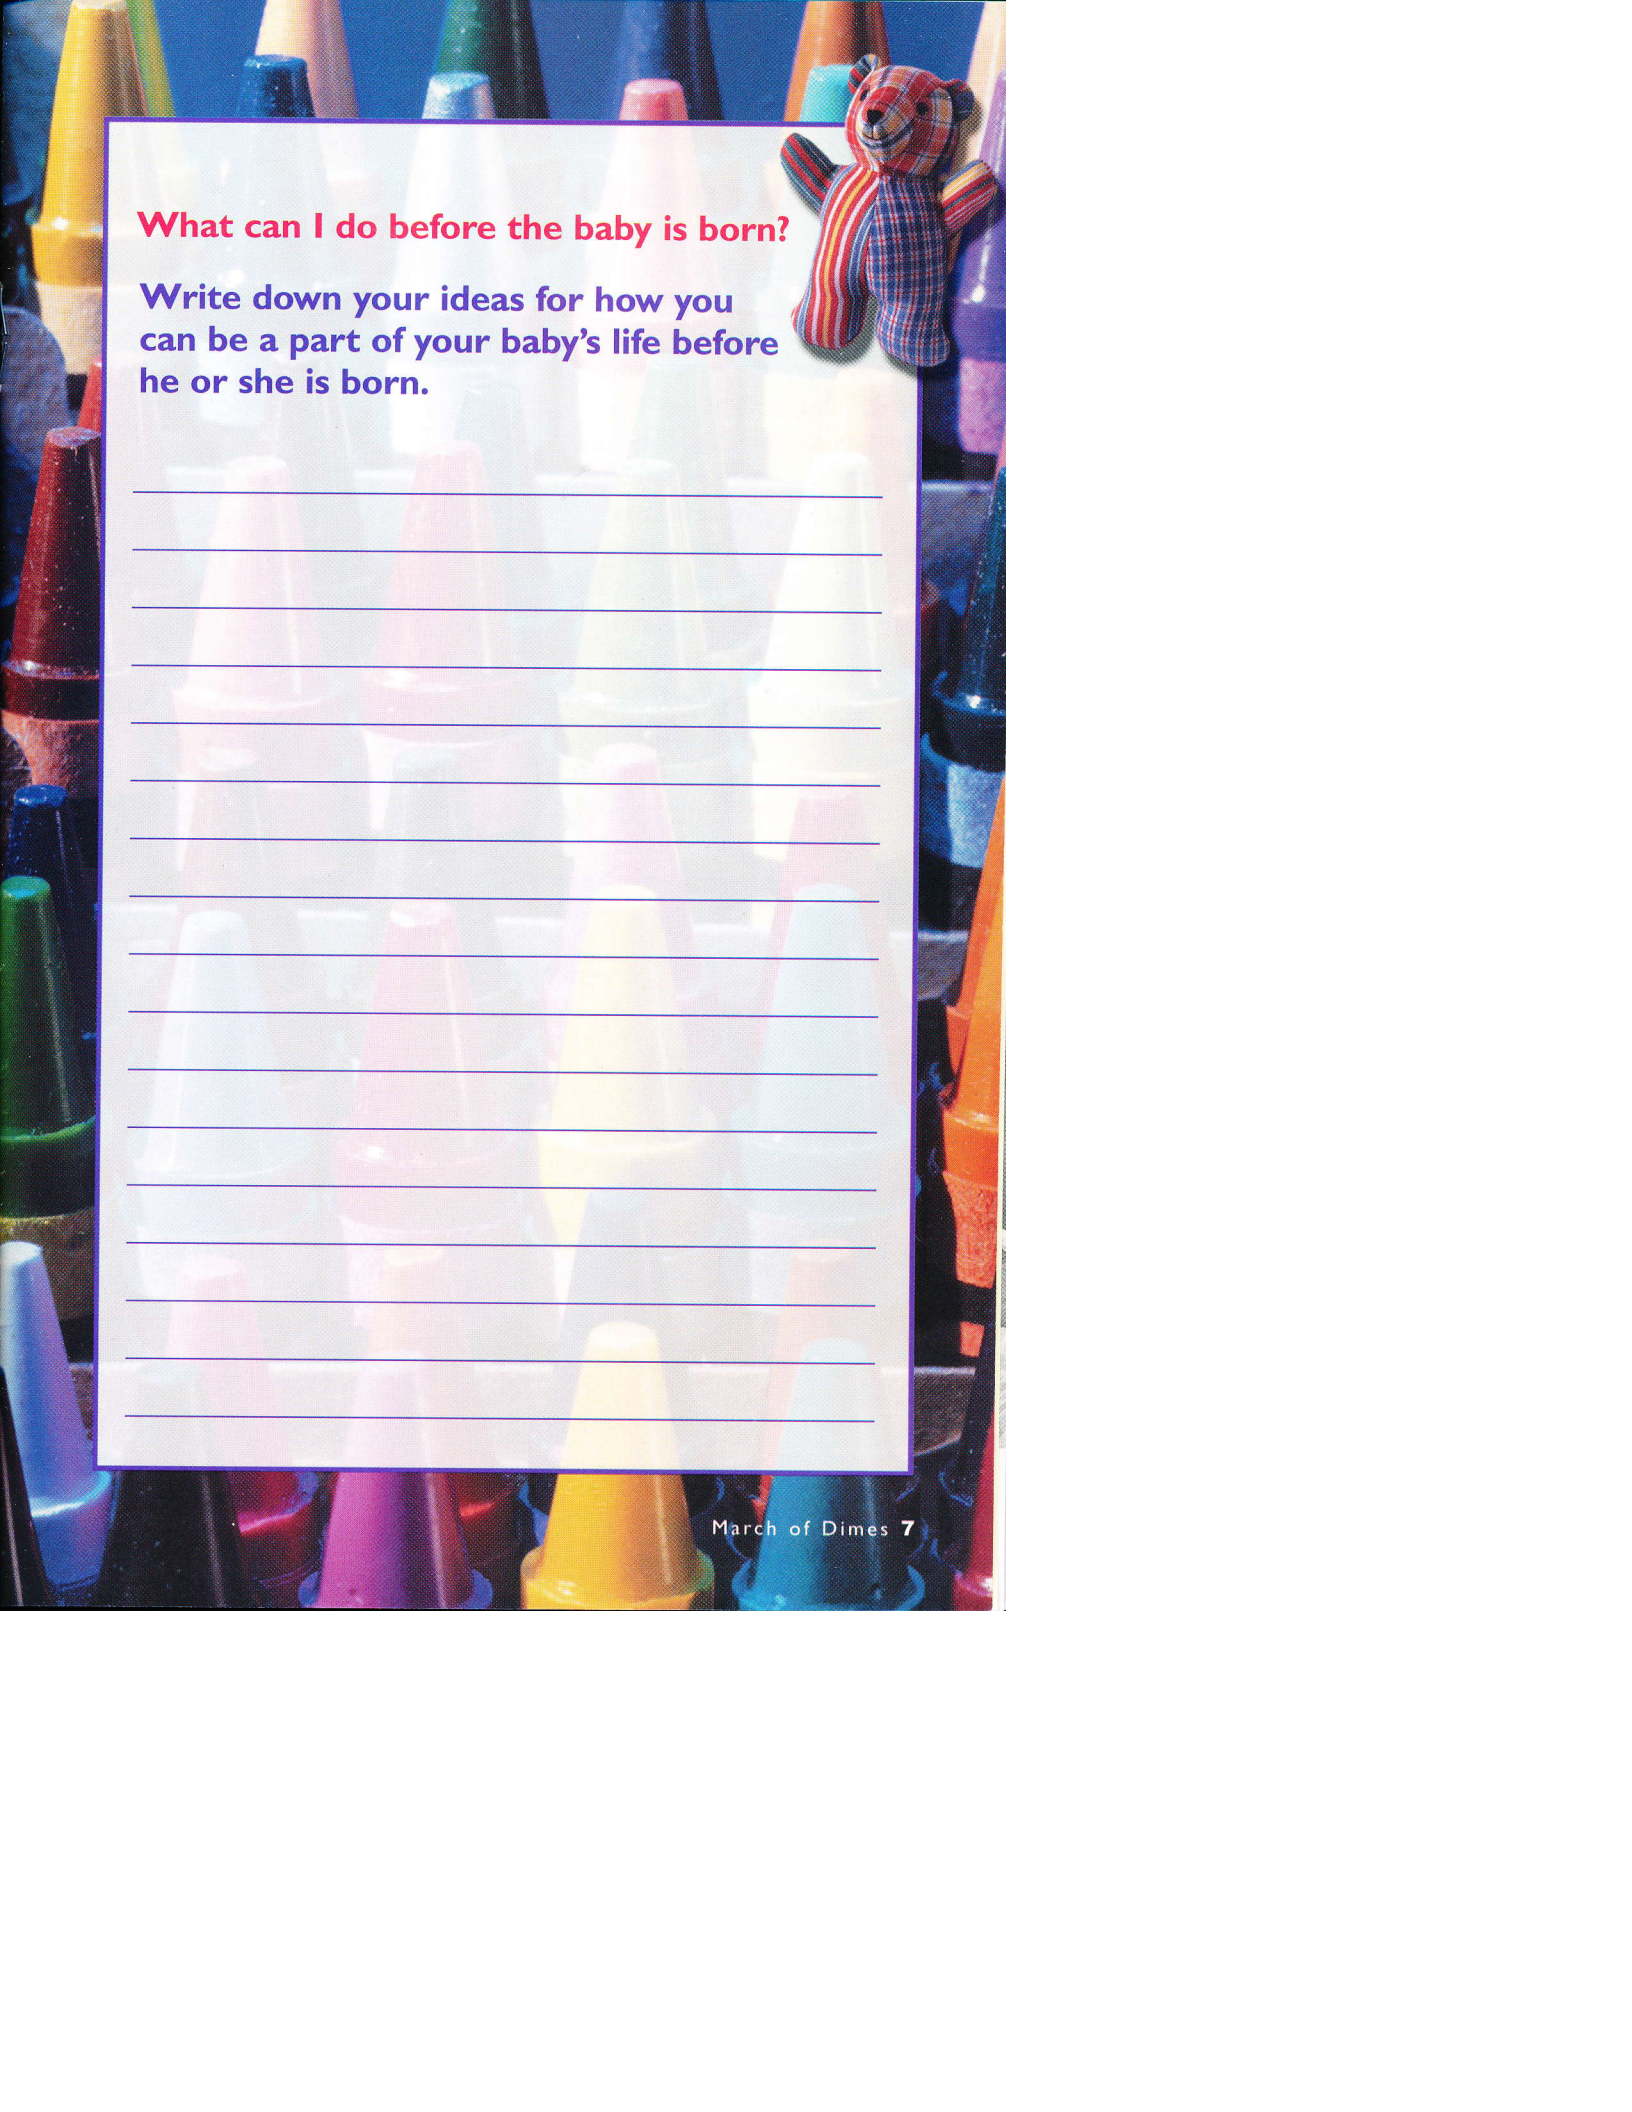 What can I do before the baby is born?
Write down your ideas for how you
can be a part of your baby's life before
he or she is born.
March of Dimes 7